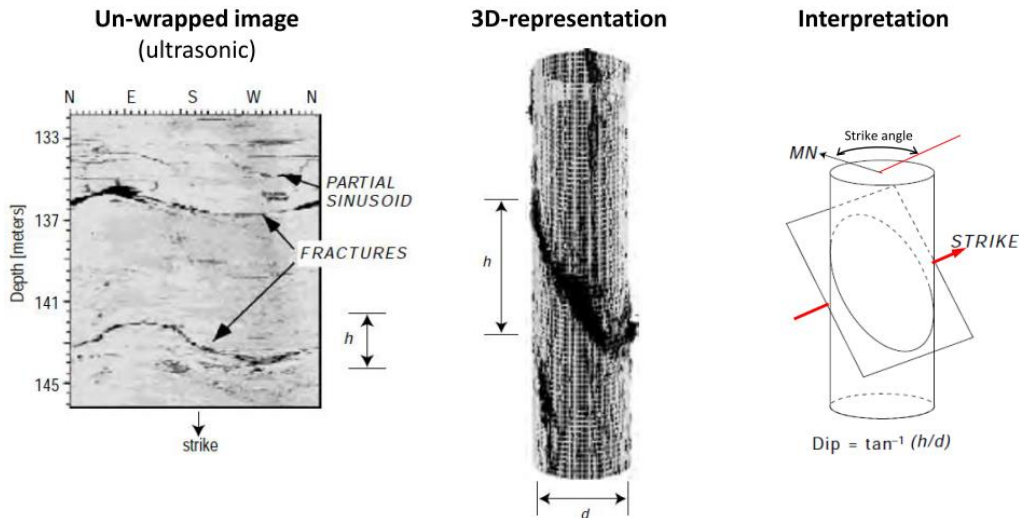 Un-wrapped image
(ultrasonic)
N E S W N
133
137
141
145
Depth [meters]
PARTIAL
SINUSOID
FRACTURES
h
strike
3D-representation
h
d
Interpretation
Strike angle
MN
STRIKE
Dip = tan⁻¹ (h/d)